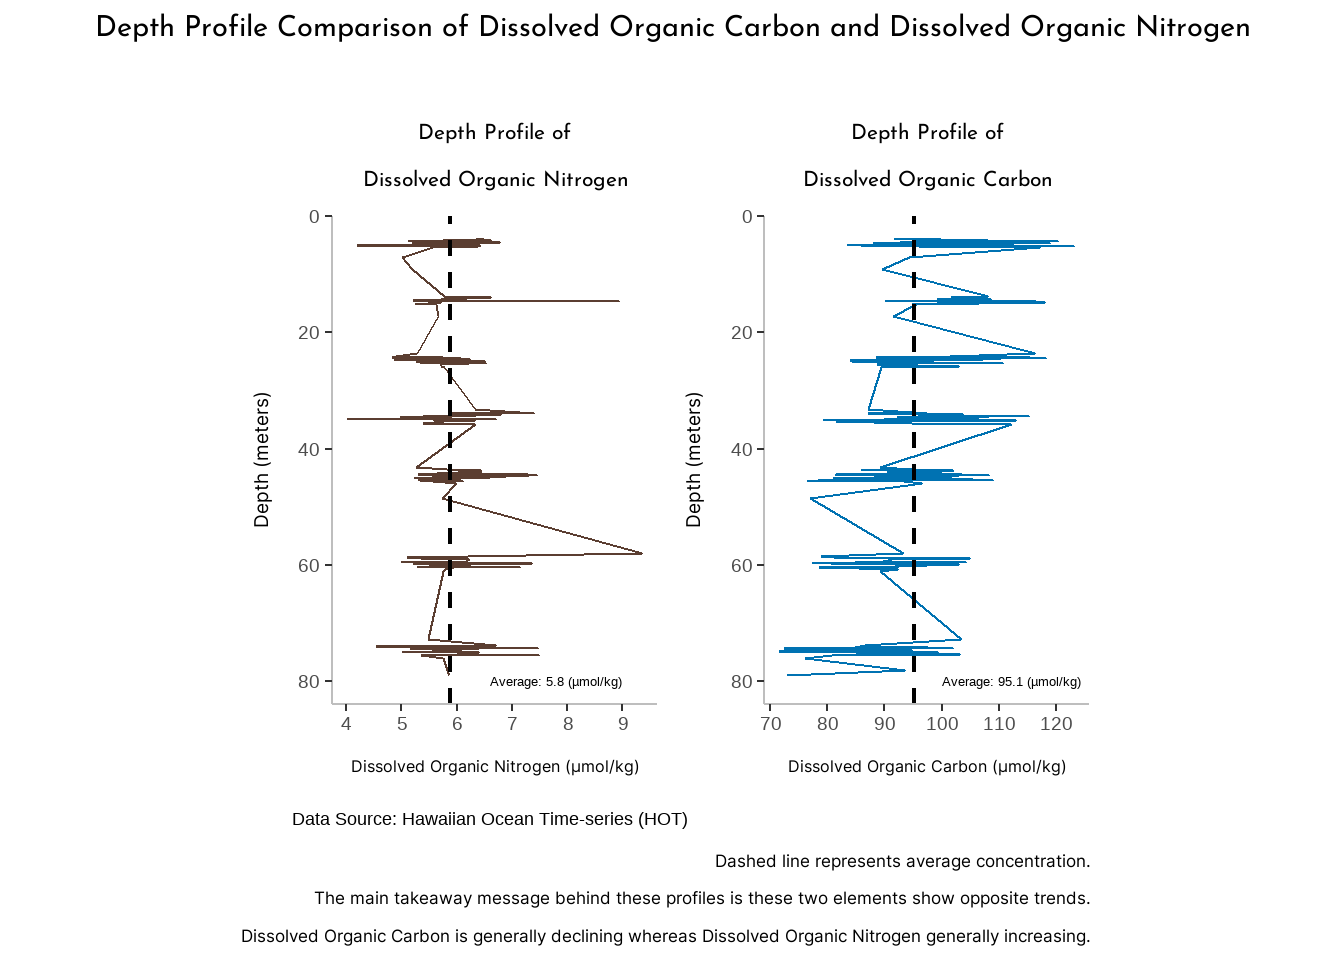 Depth Profile Comparison of Dissolved Organic Carbon and Dissolved Organic Nitrogen
Depth Profile of
Dissolved Organic Nitrogen
0
20
40
60
80
Depth (meters)
Average: 5.8 (µmol/kg)
4 5 6 7 8 9
Dissolved Organic Nitrogen (µmol/kg)
Depth Profile of
Dissolved Organic Carbon
0
20
40
60
80
Depth (meters)
Average: 95.1 (µmol/kg)
70 80 90 100 110 120
Dissolved Organic Carbon (µmol/kg)
Data Source: Hawaiian Ocean Time-series (HOT)
Dashed line represents average concentration.
The main takeaway message behind these profiles is these two elements show opposite trends.
Dissolved Organic Carbon is generally declining whereas Dissolved Organic Nitrogen generally increasing.